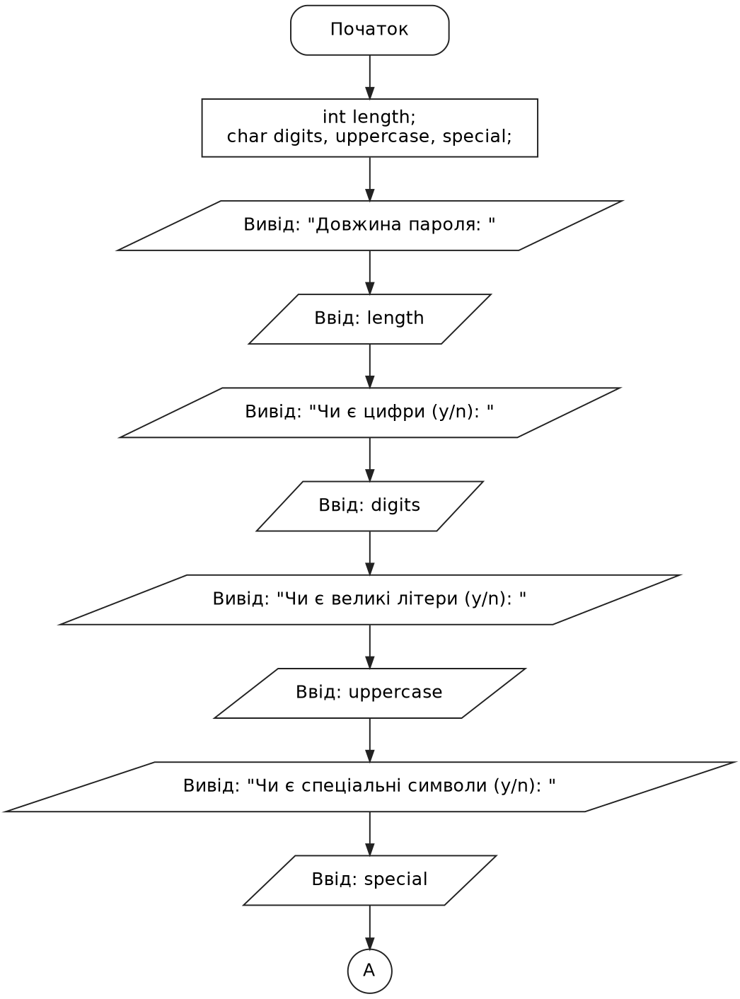 Початок
int length;
char digits, uppercase, special;
Вивід: "Довжина пароля: "
Ввід: length
Вивід: "Чи є цифри (y/n): "
Ввід: digits
Вивід: "Чи є великі літери (y/n): "
Ввід: uppercase
Вивід: "Чи є спеціальні символи (y/n): "
Ввід: special
A